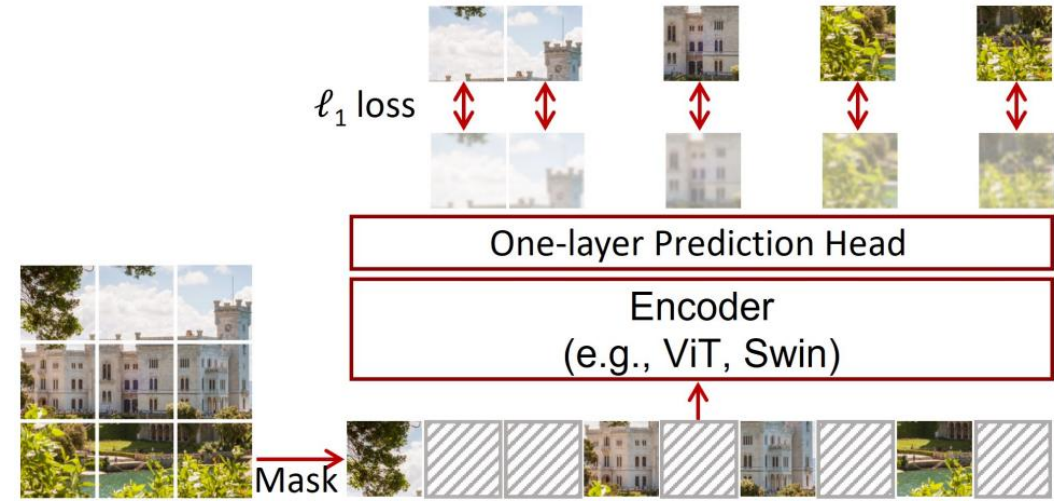 ℓ₁ loss
One-layer Prediction Head
Encoder
(e.g., ViT, Swin)
Mask